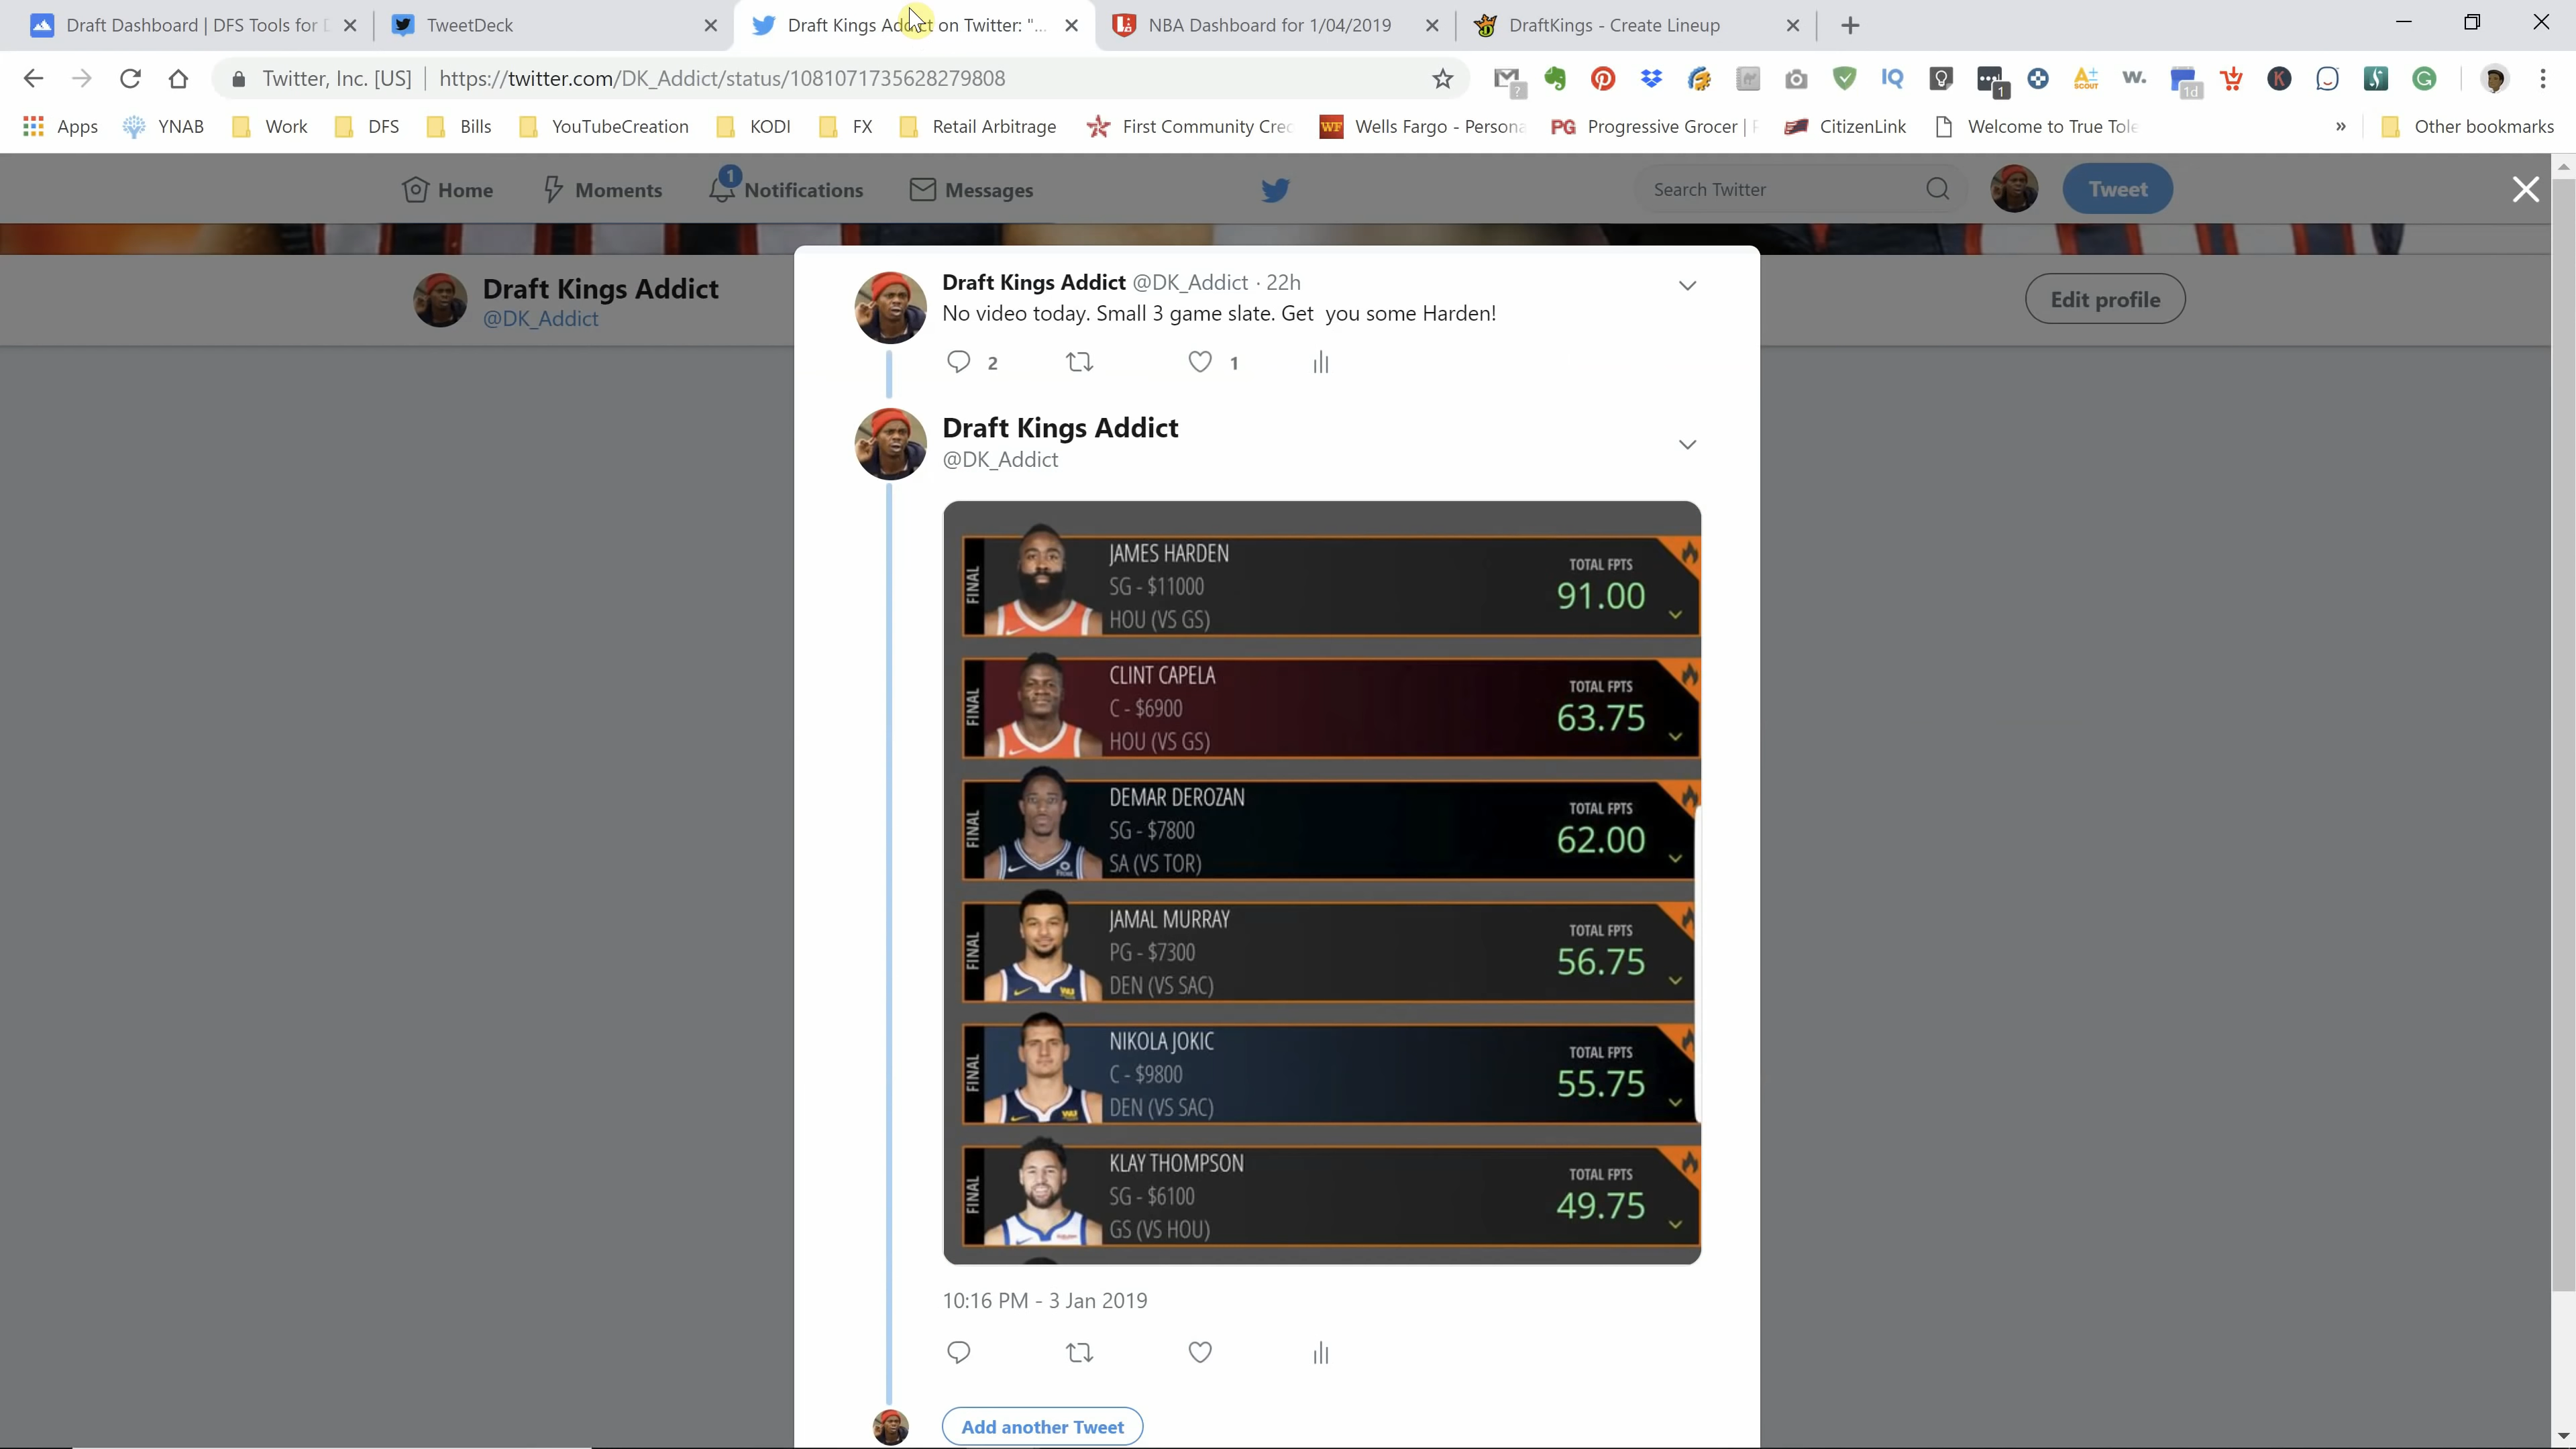 Draft Dashboard | DFS Tools for D
TweetDeck
Draft Kings Addict on Twitter: "...
NBA Dashboard for 1/04/2019
DraftKings - Create Lineup
Twitter, Inc. [US]
https://twitter.com/DK_Addict/status/1081071735628279808
Apps
YNAB
Work
DFS
Bills
YouTubeCreation
KODI
FX
Retail Arbitrage
First Community Crec
Wells Fargo - Persona
Progressive Grocer |
CitizenLink
Welcome to True Tole
»
Other bookmarks
Home
Moments
1
Notifications
Messages
Search Twitter
Tweet
Draft Kings Addict
@DK_Addict
Edit profile
Draft Kings Addict @DK_Addict · 22h
No video today. Small 3 game slate. Get you some Harden!
2
1
Draft Kings Addict
@DK_Addict
FINAL
JAMES HARDEN
SG - $11000
HOU (VS GS)
TOTAL FPTS
91.00
FINAL
CLINT CAPELA
C - $6900
HOU (VS GS)
TOTAL FPTS
63.75
FINAL
DEMAR DEROZAN
SG - $7800
SA (VS TOR)
TOTAL FPTS
62.00
FINAL
JAMAL MURRAY
PG - $7300
DEN (VS SAC)
TOTAL FPTS
56.75
FINAL
NIKOLA JOKIC
C - $9800
DEN (VS SAC)
TOTAL FPTS
55.75
FINAL
KLAY THOMPSON
SG - $6100
GS (VS HOU)
TOTAL FPTS
49.75
10:16 PM - 3 Jan 2019
Add another Tweet